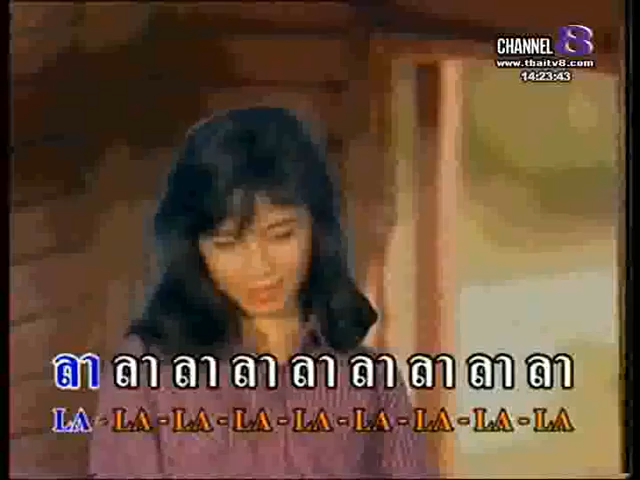 CHANNEL 8
www.thaitv8.com
14:23:43
ลา ลา ลา ลา ลา ลา ลา ลา ลา
LA - LA - LA - LA - LA - LA - LA - LA - LA